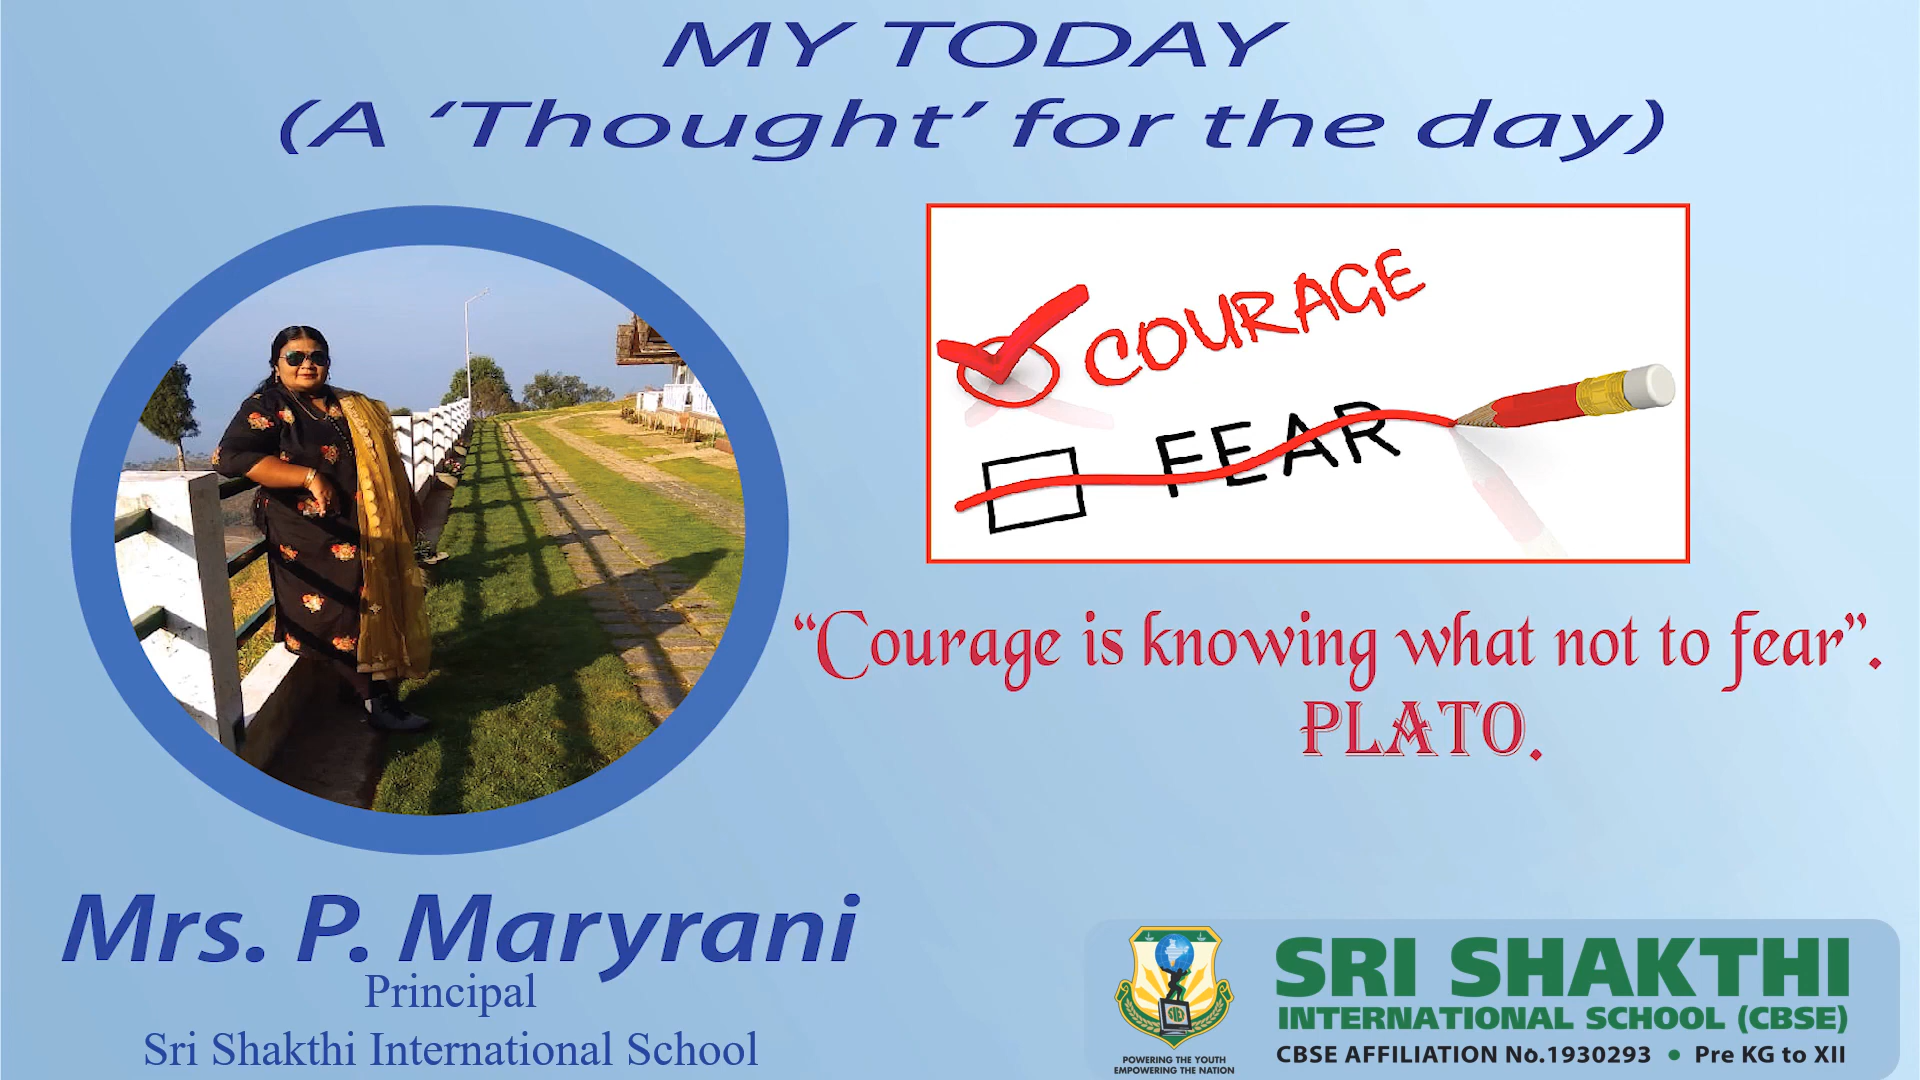 MY TODAY
(A ‘Thought’ for the day)
COURAGE
FEAR
“Courage is knowing what not to fear”.
PLATO.
Mrs. P. Maryrani
Principal
Sri Shakthi International School
SRI SHAKTHI
INTERNATIONAL SCHOOL (CBSE)
CBSE AFFILIATION No.1930293 • Pre KG to XII
POWERING THE YOUTH
EMPOWERING THE NATION